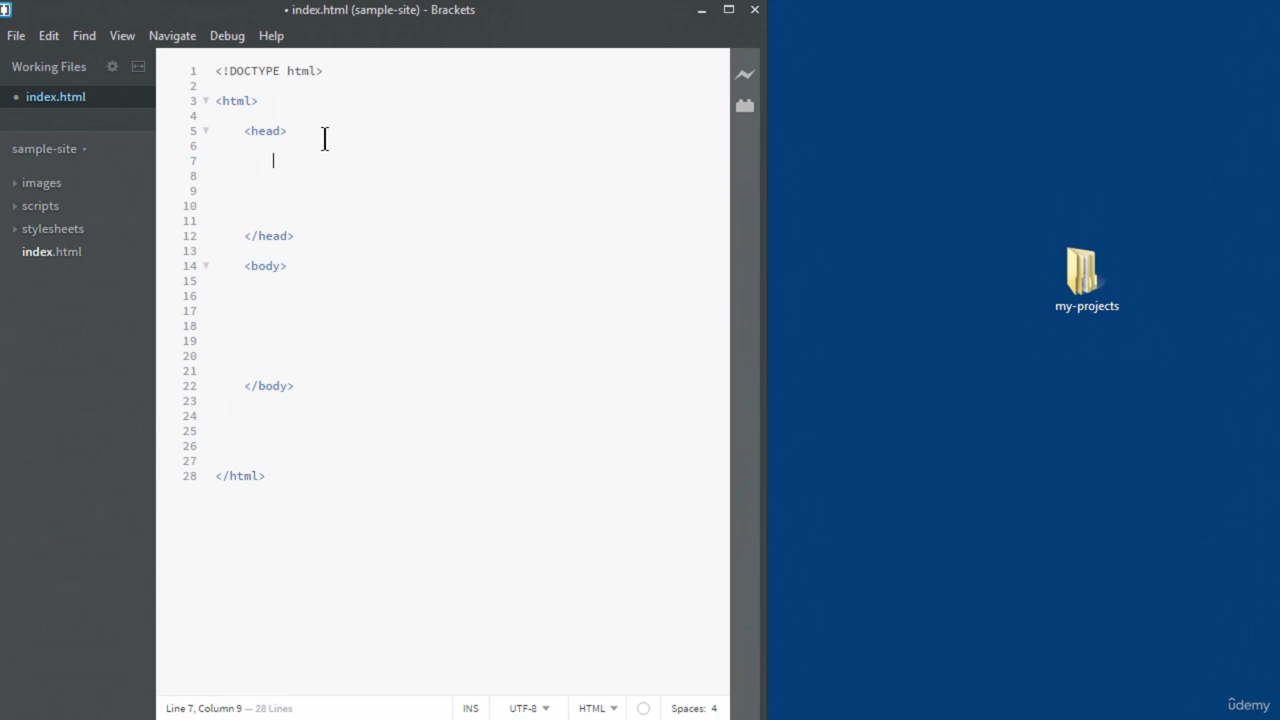 • index.html (sample-site) - Brackets
File Edit Find View Navigate Debug Help
Working Files
• index.html
sample-site
images
scripts
stylesheets
index.html
1 <!DOCTYPE html>
2
3 <html>
4
5 <head>
6
7
8
9
10
11
12 </head>
13
14 <body>
15
16
17
18
19
20
21
22 </body>
23
24
25
26
27
28 </html>
my-projects
Line 7, Column 9 — 28 Lines INS UTF-8 HTML Spaces: 4
ûdemy